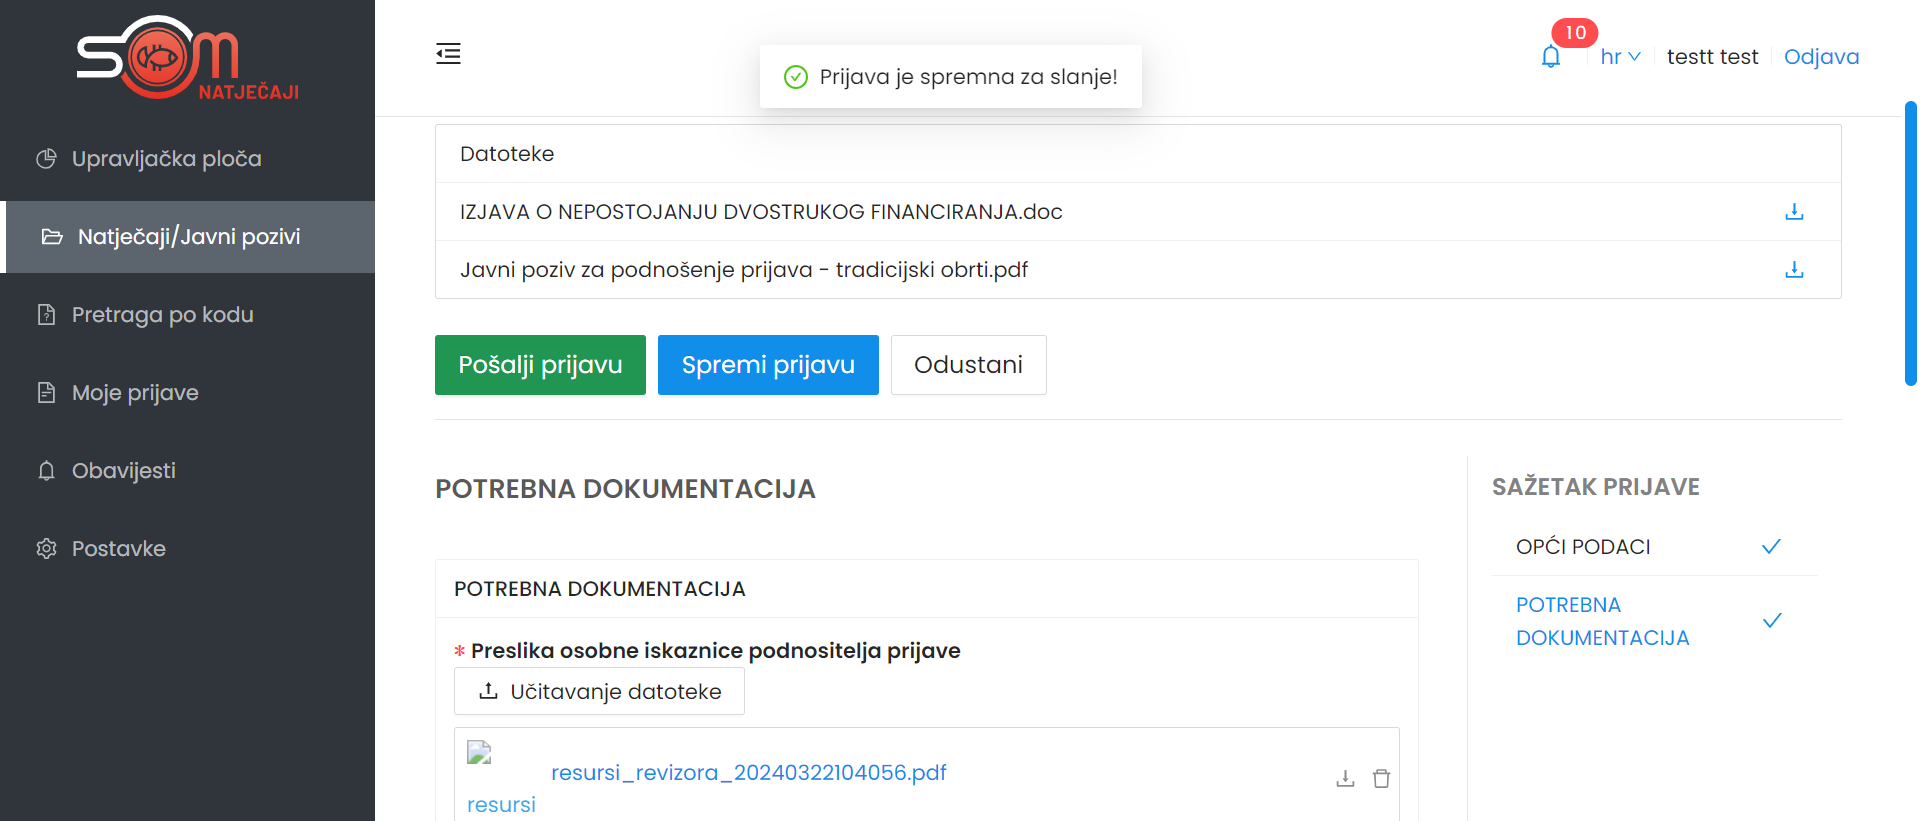 SOM
NATJEČAJI
Upravljačka ploča
Natječaji/Javni pozivi
Pretraga po kodu
Moje prijave
Obavijesti
Postavke
Prijava je spremna za slanje!
10
hr
testt test
Odjava
Datoteke
IZJAVA O NEPOSTOJANJU DVOSTRUKOG FINANCIRANJA.doc
Javni poziv za podnošenje prijava - tradicijski obrti.pdf
Pošalji prijavu
Spremi prijavu
Odustani
POTREBNA DOKUMENTACIJA
POTREBNA DOKUMENTACIJA
* Preslika osobne iskaznice podnositelja prijave
Učitavanje datoteke
resursi_revizora_20240322104056.pdf
resursi
SAŽETAK PRIJAVE
OPĆI PODACI
POTREBNA
DOKUMENTACIJA